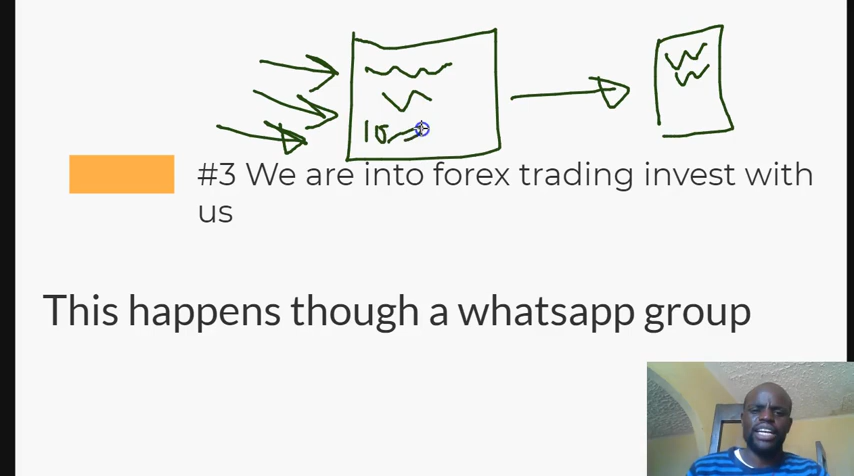 #3 We are into forex trading invest with
us
This happens though a whatsapp group